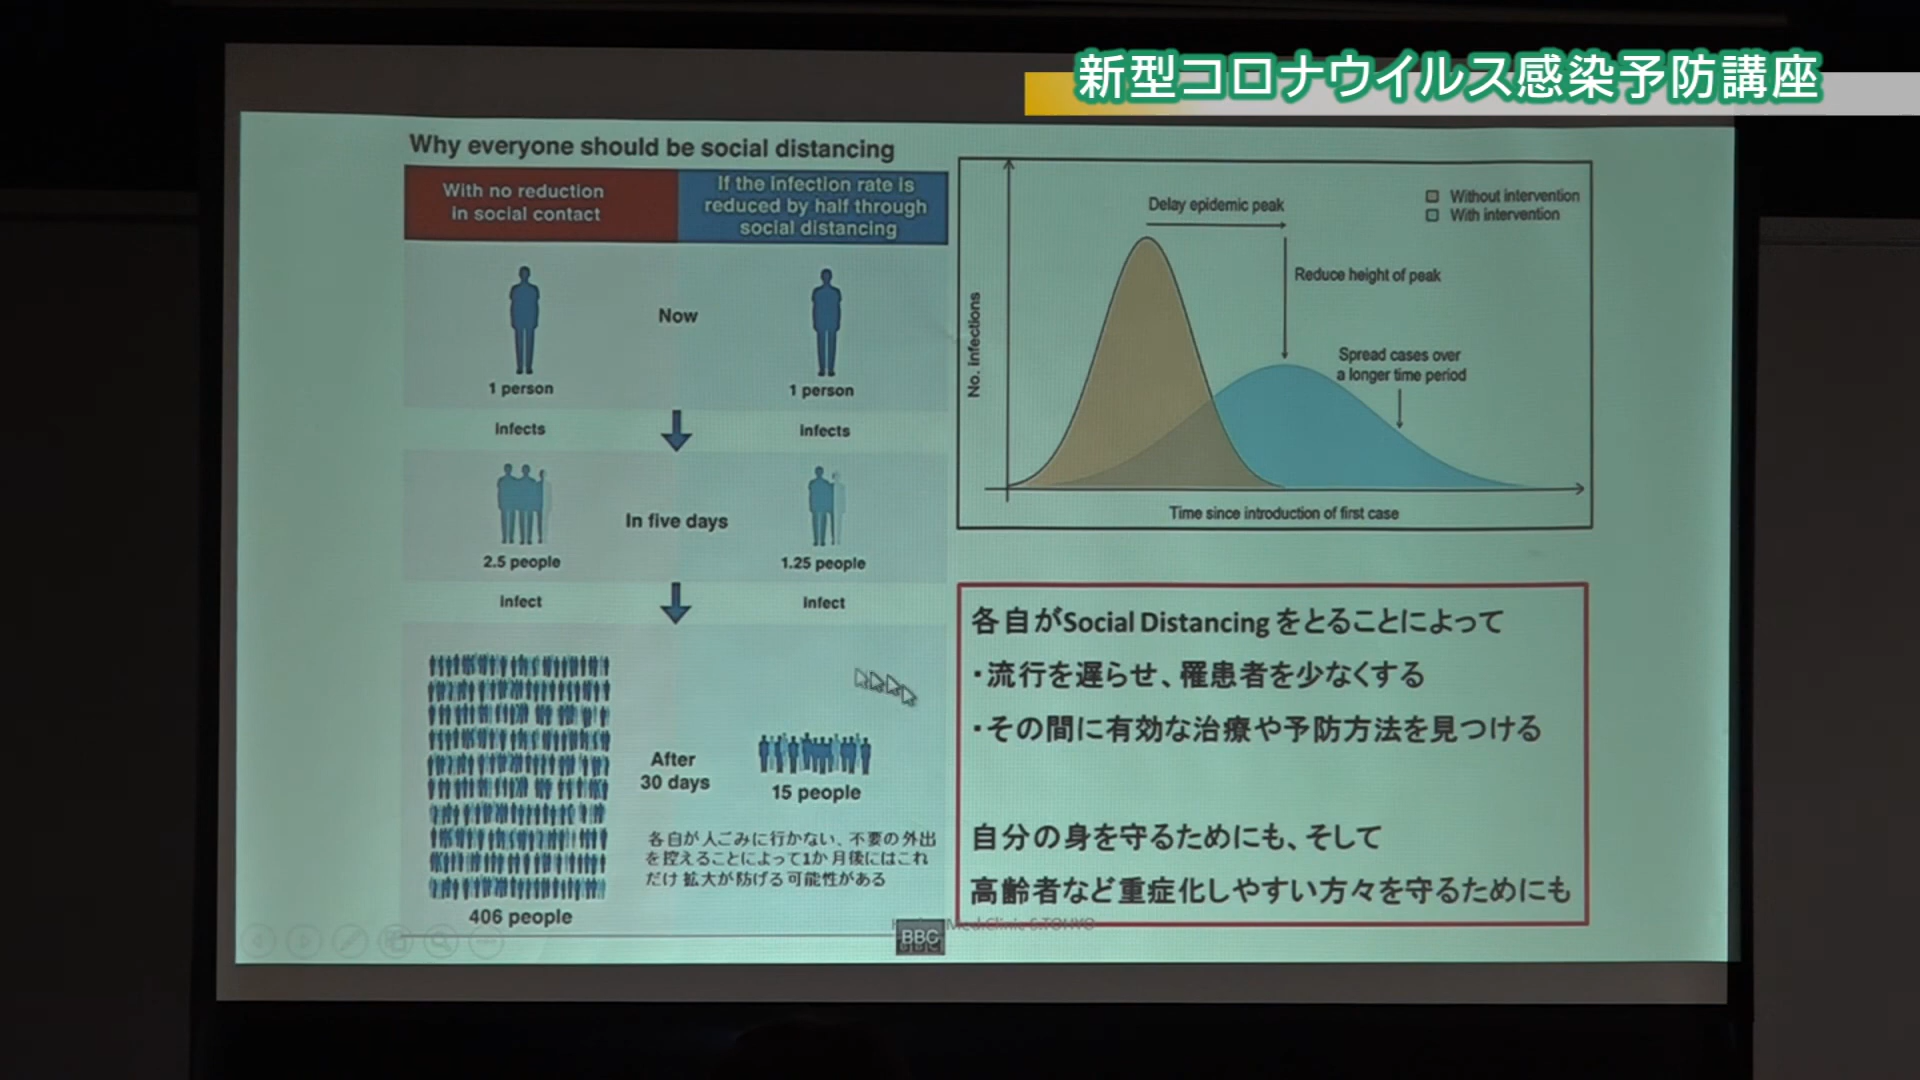 新型コロナウイルス感染予防講座
Why everyone should be social distancing
With no reduction
in social contact
If the infection rate is
reduced by half through
social distancing
1 person
Now
1 person
infects
infects
2.5 people
In five days
1.25 people
infect
infect
406 people
After
30 days
15 people
各自が人ごみに行かない、不要の外出
を控えることによって1か月後にはこれ
だけ拡大が防げる可能性がある
BBC
Delay epidemic peak
Without intervention
With intervention
Reduce height of peak
Spread cases over
a longer time period
No. infections
Time since introduction of first case
各自がSocial Distancingをとることによって
・流行を遅らせ、罹患者を少なくする
・その間に有効な治療や予防方法を見つける
自分の身を守るためにも、そして
高齢者など重症化しやすい方々を守るためにも